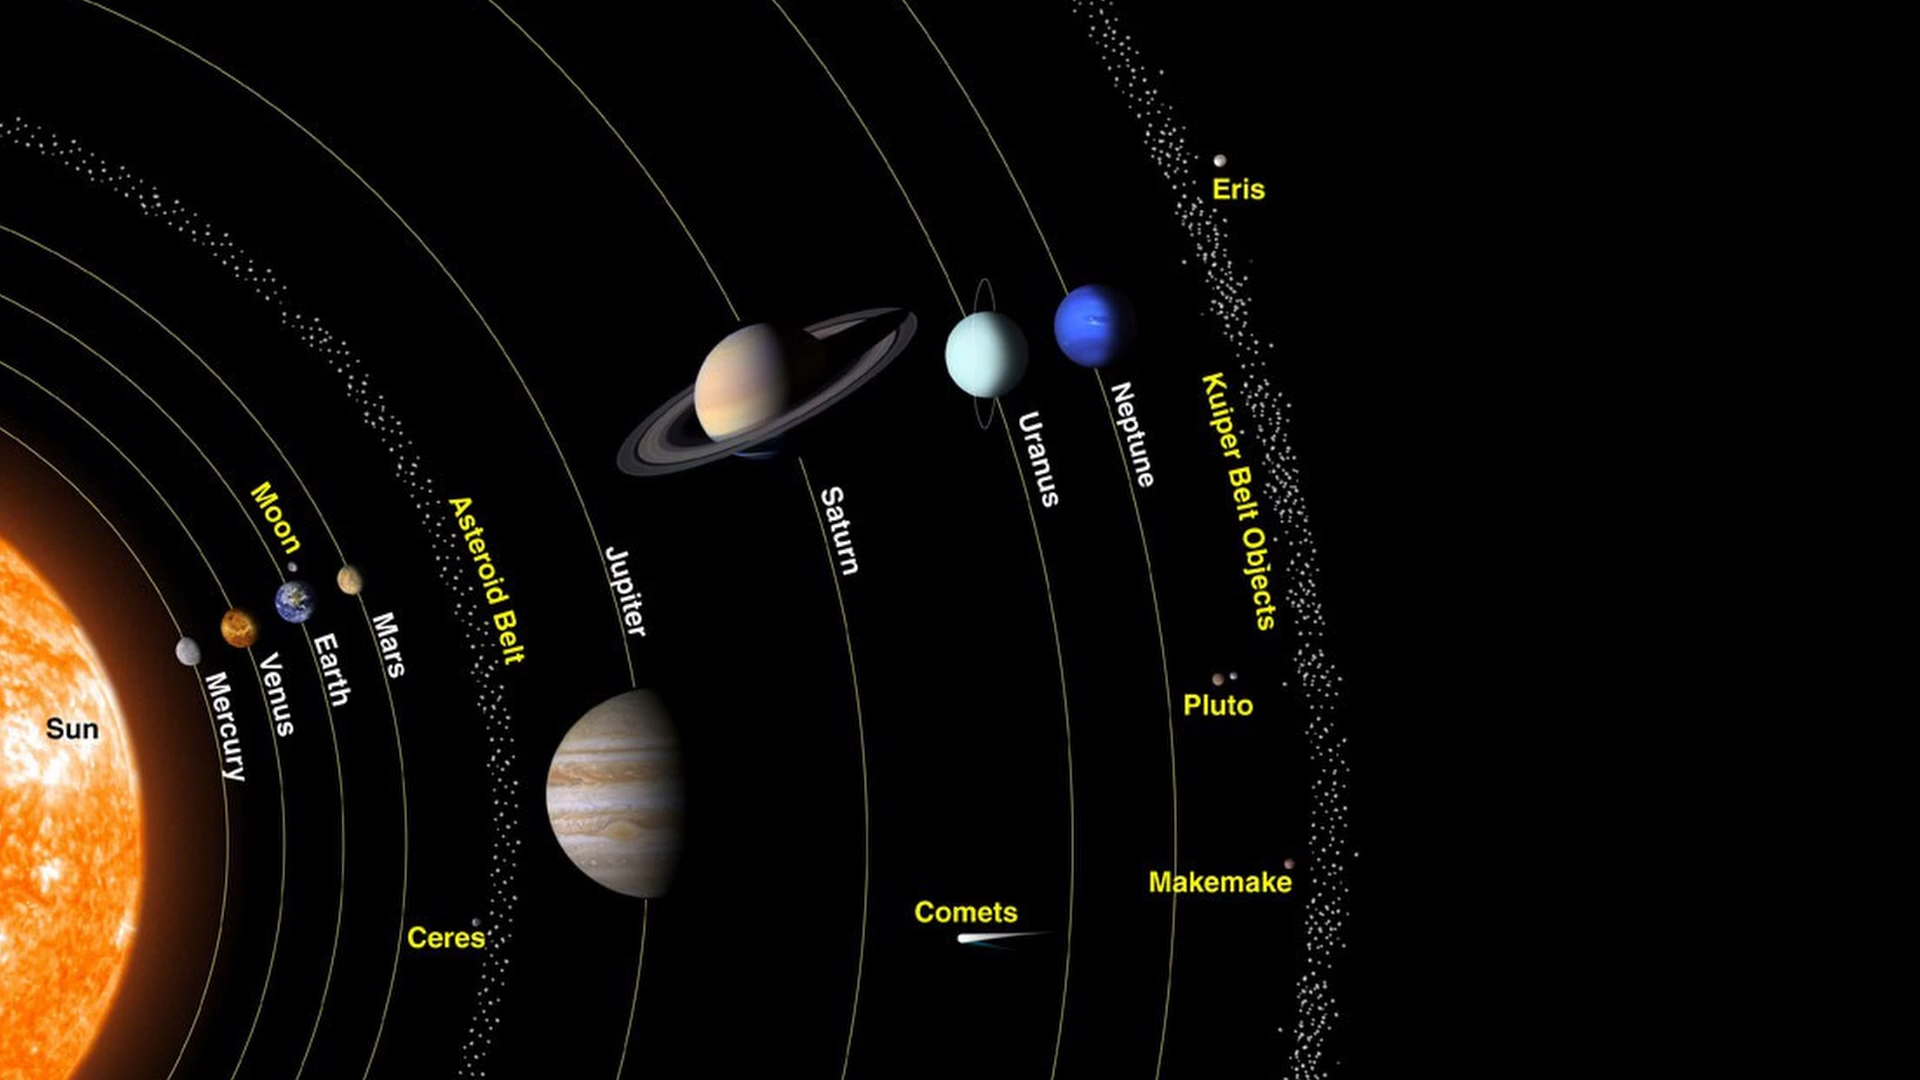 Sun
Mercury
Venus
Earth
Moon
Mars
Asteroid Belt
Ceres
Jupiter
Saturn
Uranus
Comets
Neptune
Kuiper Belt Objects
Eris
Pluto
Makemake